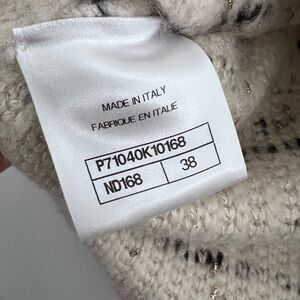 MADE IN ITALY
FABRIQUE EN ITALIE
P71040K10168
ND168 38